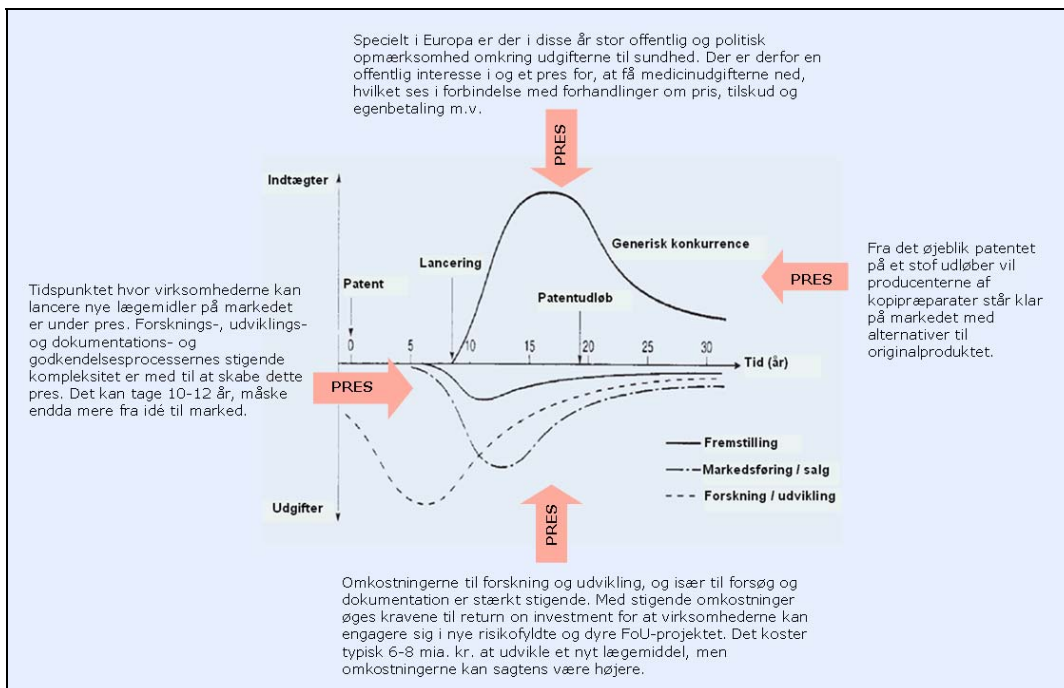 Specielt i Europa er der i disse år stor offentlig og politisk
opmærksomhed omkring udgifterne til sundhed. Der er derfor en
offentlig interesse i og et pres for, at få medicinudgifterne ned,
hvilket ses i forbindelse med forhandlinger om pris, tilskud og
egenbetaling m.v.
PRES
Indtægter
Generisk konkurrence
Lancering
Patent
Patentudløb
PRES
Fra det øjeblik patentet
på et stof udløber vil
producenterne af
kopipræparater står klar
på markedet med
alternativer til
originalproduktet.
Tidspunktet hvor virksomhederne kan
lancere nye lægemidler på markedet
er under pres. Forsknings-, udviklings-
og dokumentations- og
godkendelsesprocessernes stigende
kompleksitet er med til at skabe dette
pres. Det kan tage 10-12 år, måske
endda mere fra idé til marked.
0 5 10 15 20 25 30
Tid (år)
PRES
Fremstilling
Markedsføring / salg
Forskning / udvikling
Udgifter
PRES
Omkostningerne til forskning og udvikling, og især til forsøg og
dokumentation er stærkt stigende. Med stigende omkostninger
øges kravene til return on investment for at virksomhederne kan
engagere sig i nye risikofyldte og dyre FoU-projektet. Det koster
typisk 6-8 mia. kr. at udvikle et nyt lægemiddel, men
omkostningerne kan sagtens være højere.